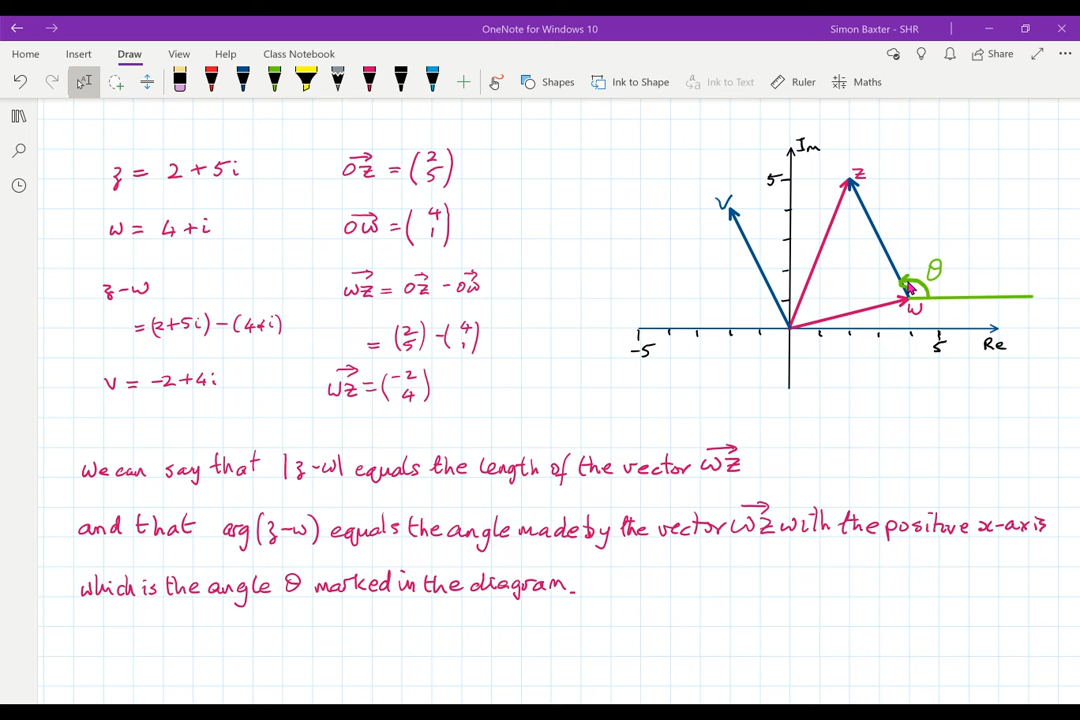 OneNote for Windows 10
Simon Baxter - SHR
Home Insert Draw View Help Class Notebook Share
Shapes Ink to Shape Ink to Text Ruler Maths
z = 2 + 5i
w = 4 + i
z-w
= (2+5i) - (4+i)
v = -2+4i
OZ = (2 5)
OW = (4 1)
WZ = OZ - OW
= (2 5) - (4 1)
WZ = (-2 4)
Im
5
Z
V
θ
W
-5
5
Re
We can say that |z-w| equals the length of the vector WZ
and that arg(z-w) equals the angle made by the vector WZ with the positive x-axis
which is the angle θ marked in the diagram.